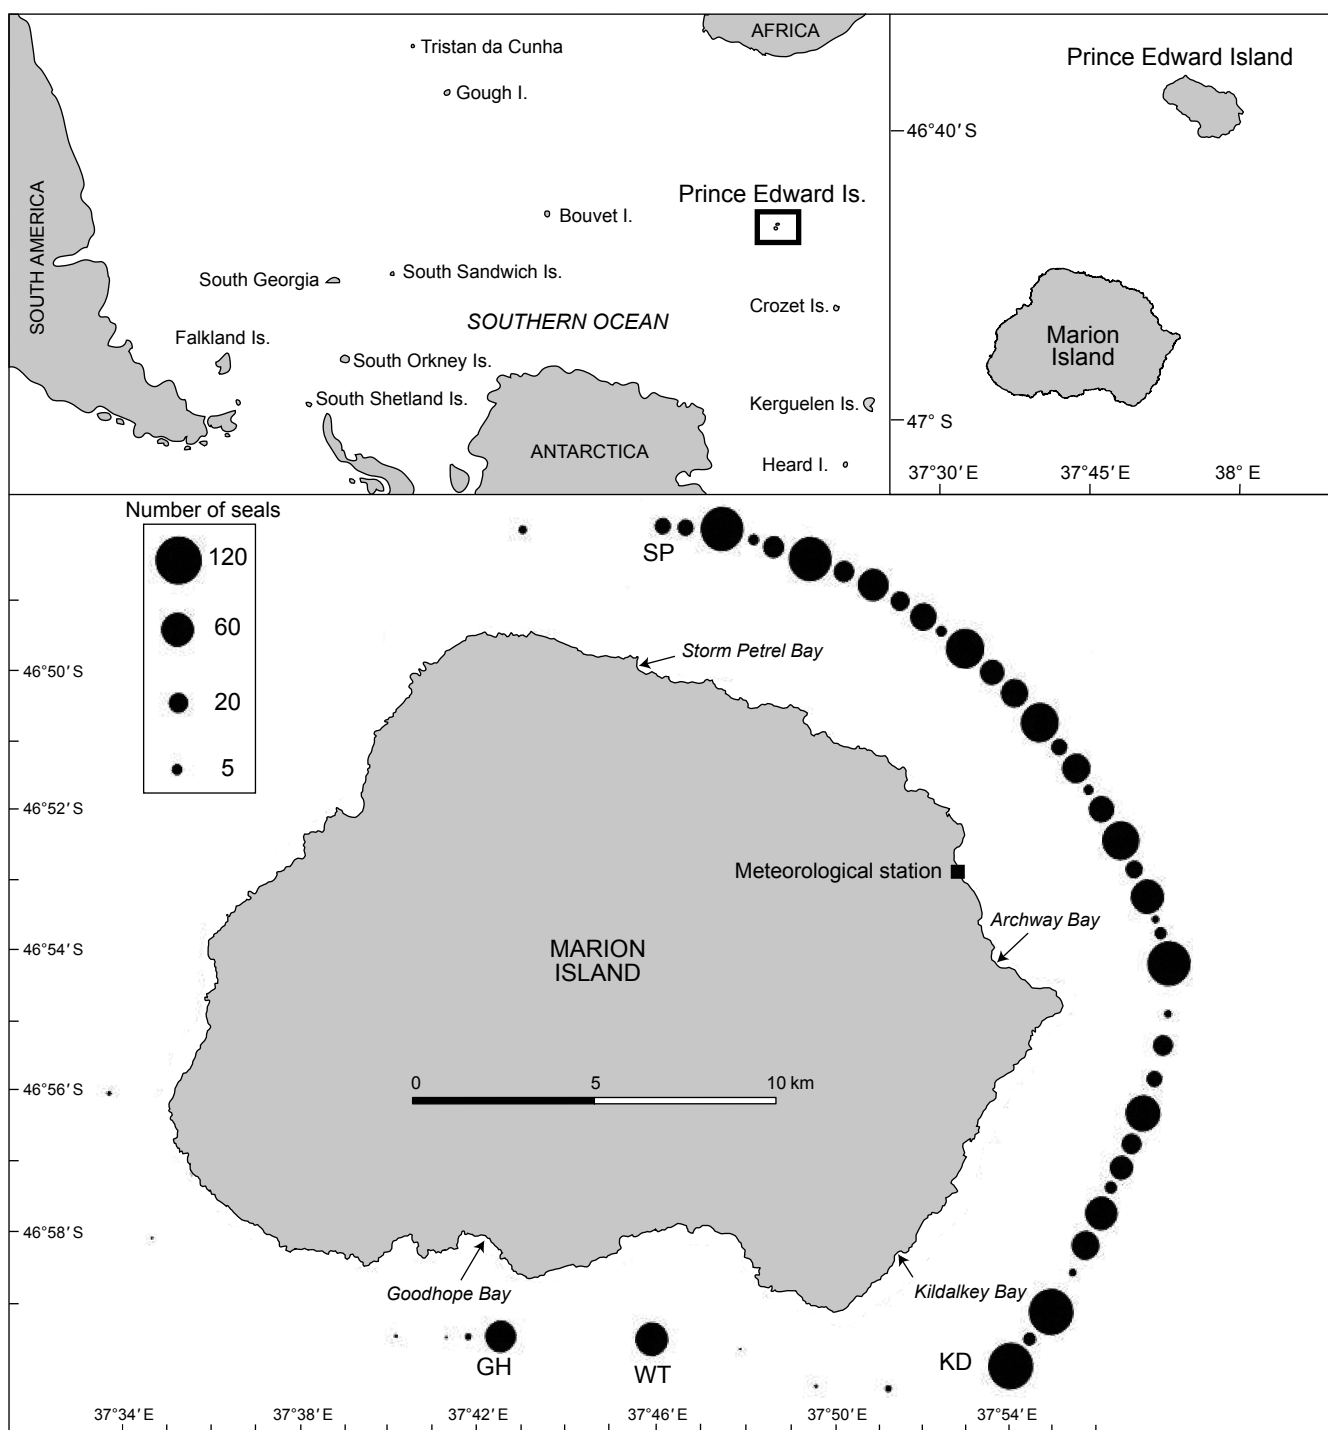 AFRICA
Tristan da Cunha
Gough I.
Prince Edward Is.
Bouvet I.
South Georgia
South Sandwich Is.
Crozet Is.
SOUTHERN OCEAN
Falkland Is.
South Orkney Is.
South Shetland Is.
Kerguelen Is.
ANTARCTICA
Heard I.
SOUTH AMERICA
Prince Edward Island
46°40′ S
Marion
Island
47° S
37°30′ E
37°45′ E
38° E
Number of seals
120
60
20
5
SP
Storm Petrel Bay
46°50′ S
46°52′ S
Meteorological station
Archway Bay
46°54′ S
MARION
ISLAND
0
5
10 km
46°56′ S
46°58′ S
Goodhope Bay
Kildalkey Bay
GH
WT
KD
37°34′ E
37°38′ E
37°42′ E
37°46′ E
37°50′ E
37°54′ E